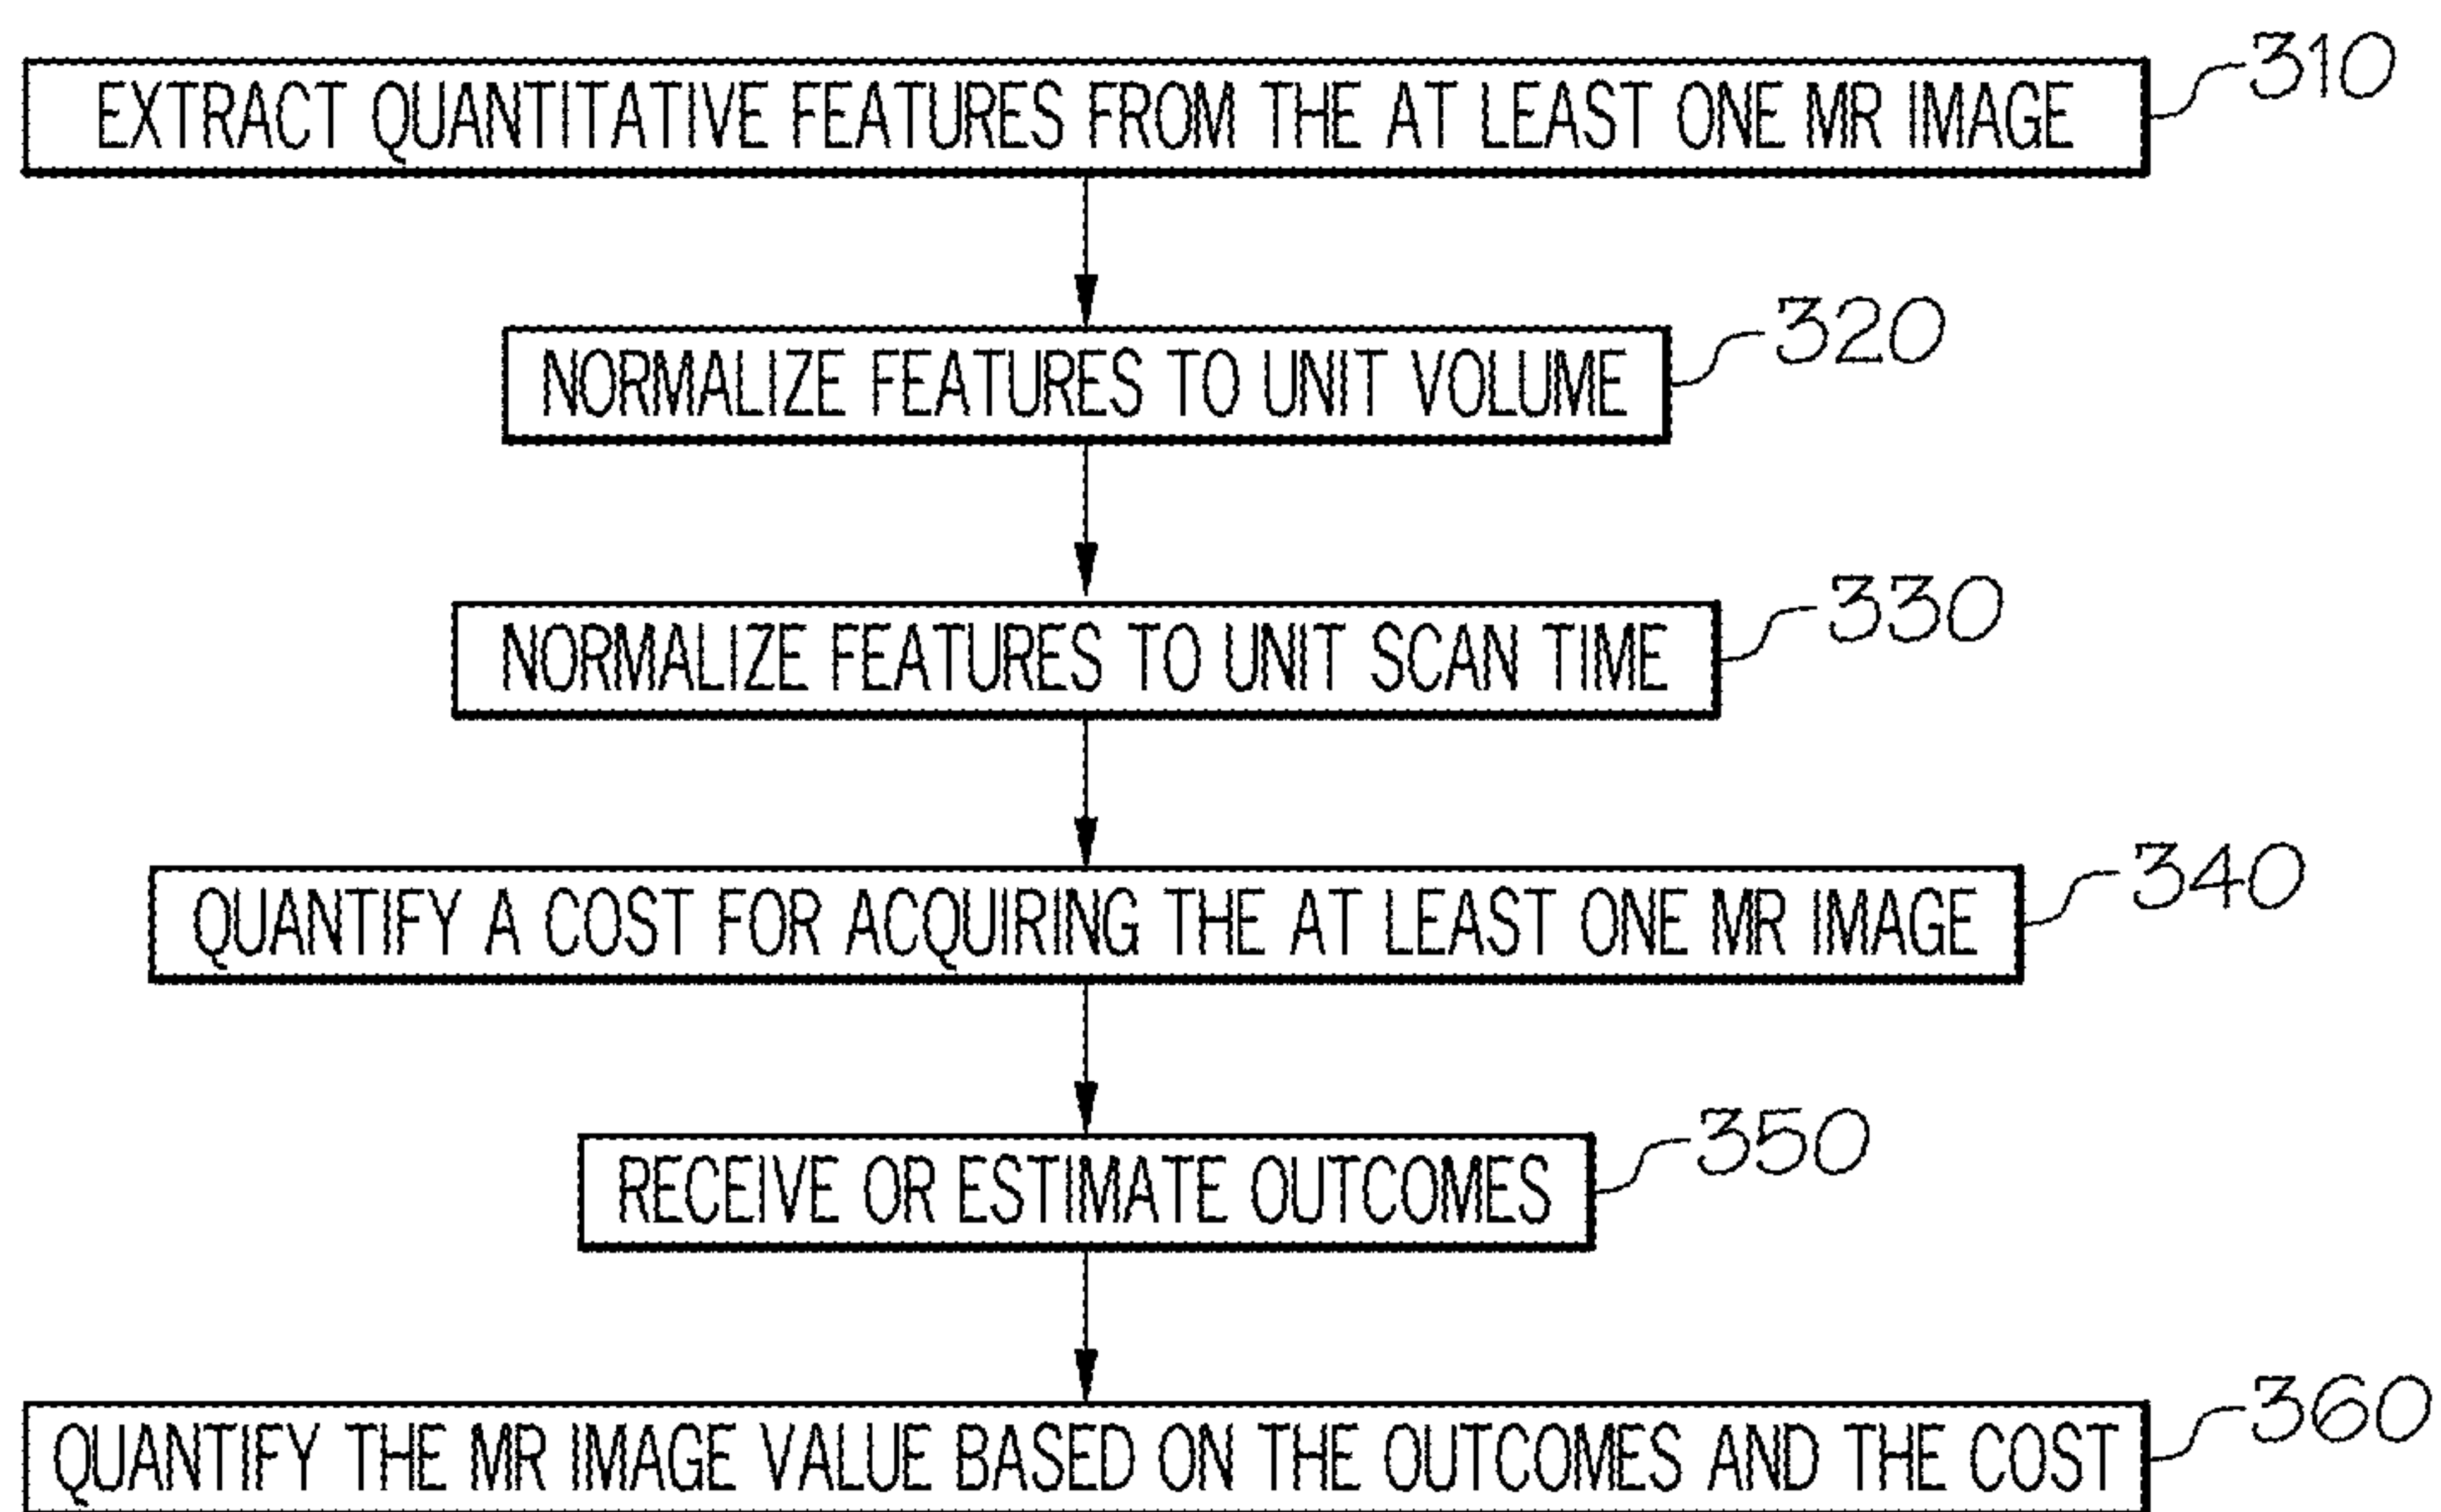 EXTRACT QUANTITATIVE FEATURES FROM THE AT LEAST ONE MR IMAGE 310
NORMALIZE FEATURES TO UNIT VOLUME 320
NORMALIZE FEATURES TO UNIT SCAN TIME 330
QUANTIFY A COST FOR ACQUIRING THE AT LEAST ONE MR IMAGE 340
RECEIVE OR ESTIMATE OUTCOMES 350
QUANTIFY THE MR IMAGE VALUE BASED ON THE OUTCOMES AND THE COST 360